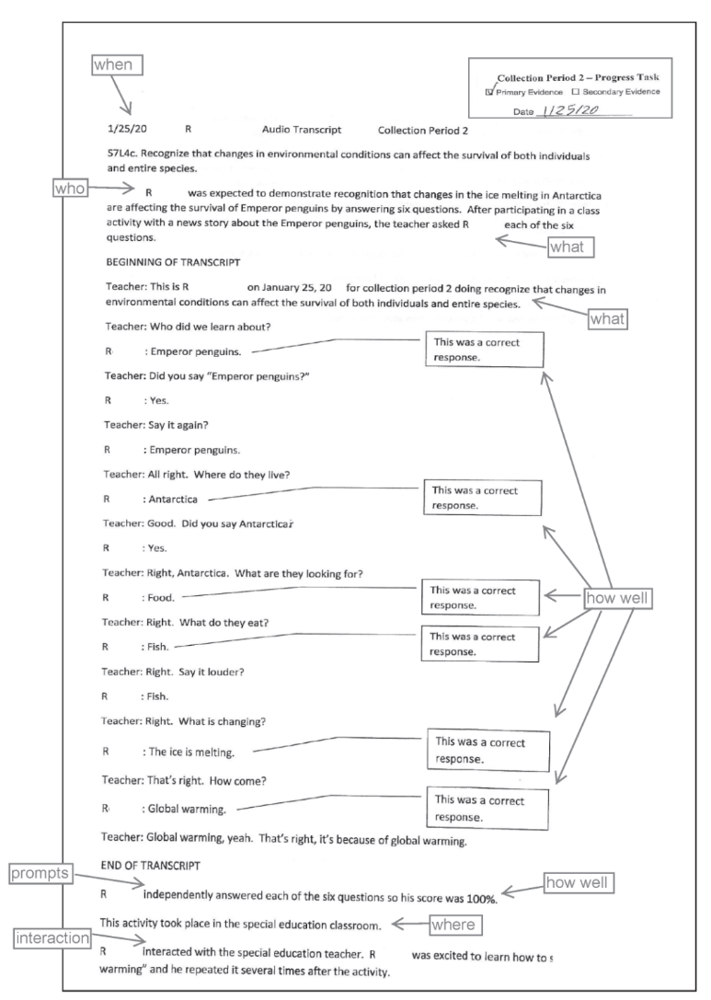 when
Collection Period 2 – Progress Task
☑ Primary Evidence ☐ Secondary Evidence
Date 1/25/20
1/25/20 R Audio Transcript Collection Period 2
S7L4c. Recognize that changes in environmental conditions can affect the survival of both individuals
and entire species.
who
R was expected to demonstrate recognition that changes in the ice melting in Antarctica
are affecting the survival of Emperor penguins by answering six questions. After participating in a class
activity with a news story about the Emperor penguins, the teacher asked R each of the six
questions.
what
BEGINNING OF TRANSCRIPT
Teacher: This is R on January 25, 20 for collection period 2 doing recognize that changes in
environmental conditions can affect the survival of both individuals and entire species.
what
Teacher: Who did we learn about?
R : Emperor penguins.
This was a correct
response.
Teacher: Did you say "Emperor penguins?"
R : Yes.
Teacher: Say it again?
R : Emperor penguins.
Teacher: All right. Where do they live?
R : Antarctica
This was a correct
response.
Teacher: Good. Did you say Antarctica?
R : Yes.
Teacher: Right, Antarctica. What are they looking for?
R : Food.
This was a correct
response.
how well
Teacher: Right. What do they eat?
R : Fish.
This was a correct
response.
Teacher: Right. Say it louder?
R : Fish.
Teacher: Right. What is changing?
R : The ice is melting.
This was a correct
response.
Teacher: That's right. How come?
R : Global warming.
This was a correct
response.
Teacher: Global warming, yeah. That's right, it's because of global warming.
END OF TRANSCRIPT
prompts
R independently answered each of the six questions so his score was 100%.
how well
This activity took place in the special education classroom.
where
interaction
R interacted with the special education teacher. R was excited to learn how to s
warming" and he repeated it several times after the activity.